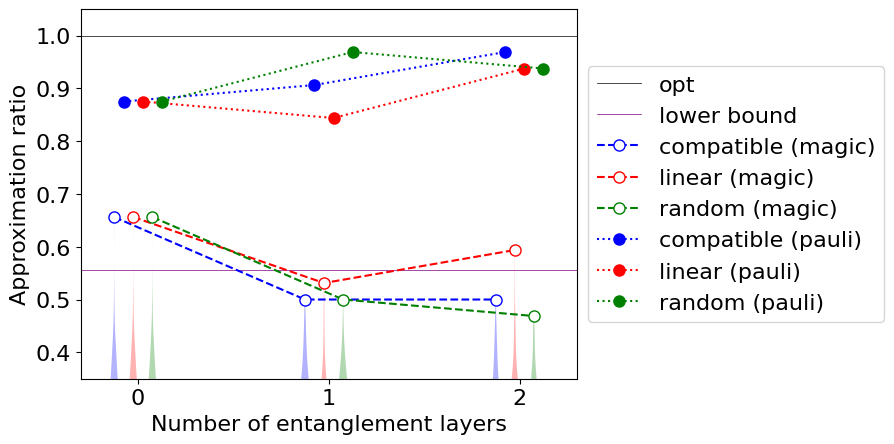 1.0
0.9
0.8
0.7
0.6
0.5
0.4
Approximation ratio
0 1 2
Number of entanglement layers
opt
lower bound
compatible (magic)
linear (magic)
random (magic)
compatible (pauli)
linear (pauli)
random (pauli)